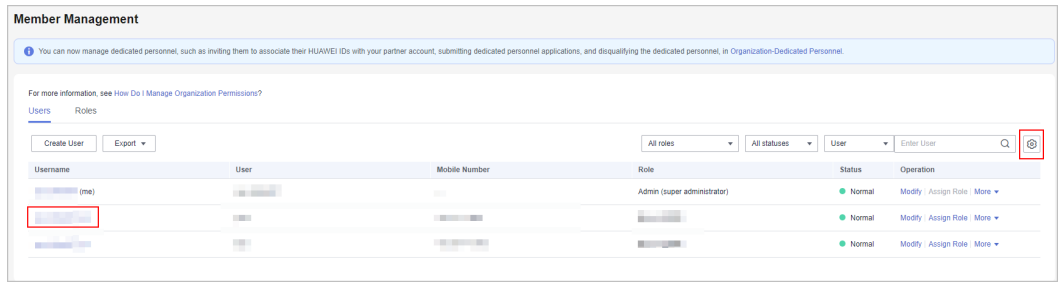 Member Management
You can now manage dedicated personnel, such as inviting them to associate their HUAWEI IDs with your partner account, submitting dedicated personnel applications, and disqualifying the dedicated personnel, in Organization-Dedicated Personnel.
For more information, see How Do I Manage Organization Permissions?
Users Roles
Create User Export All roles All statuses User Enter User
Username User Mobile Number Role Status Operation
(me) Admin (super administrator) Normal Modify Assign Role More
Normal Modify Assign Role More
Normal Modify Assign Role More